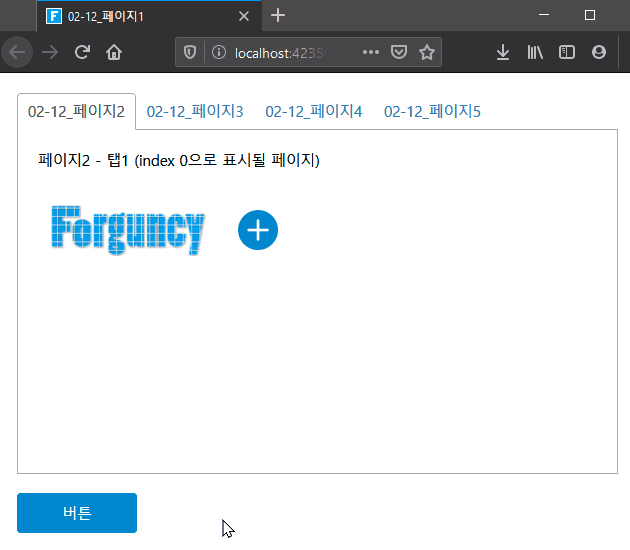 F 02-12_페이지1
localhost:4235
02-12_페이지2 02-12_페이지3 02-12_페이지4 02-12_페이지5
페이지2 - 탭1 (index 0으로 표시될 페이지)
Forguncy
버튼